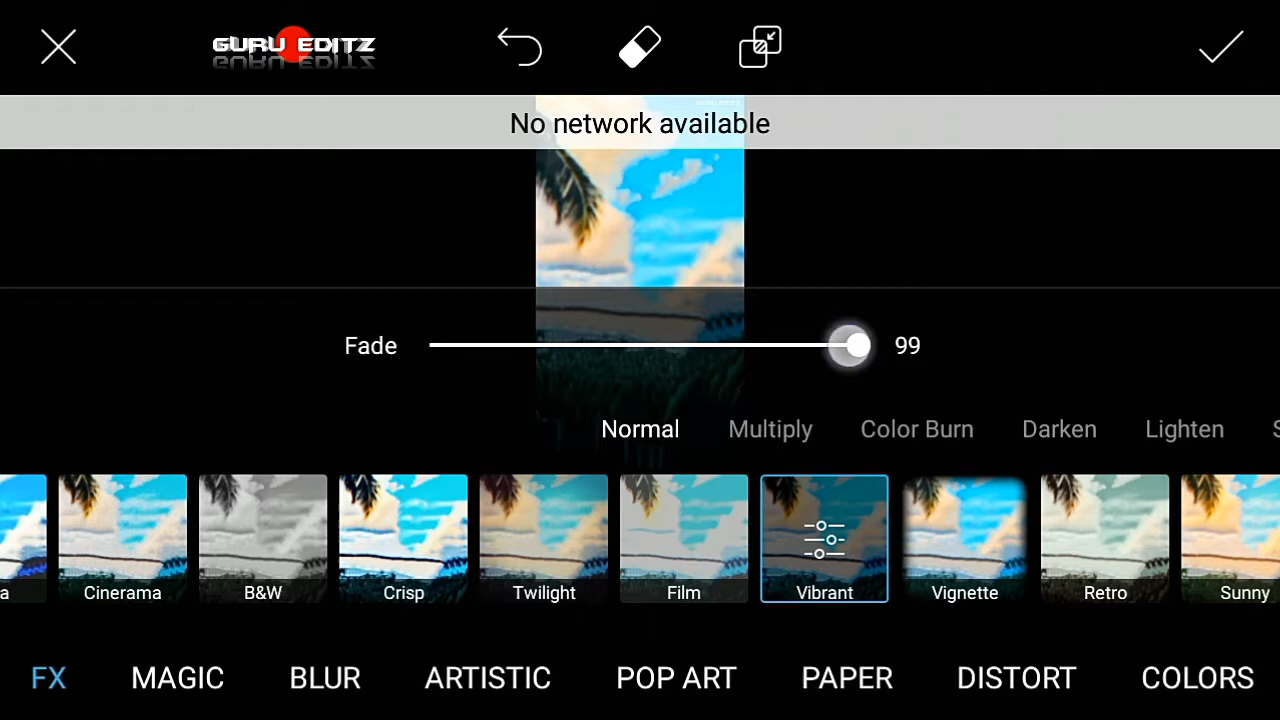 GURU EDITZ
No network available
Fade 99
Normal Multiply Color Burn Darken Lighten S
a Cinerama B&W Crisp Twilight Film Vibrant Vignette Retro Sunny
FX MAGIC BLUR ARTISTIC POP ART PAPER DISTORT COLORS